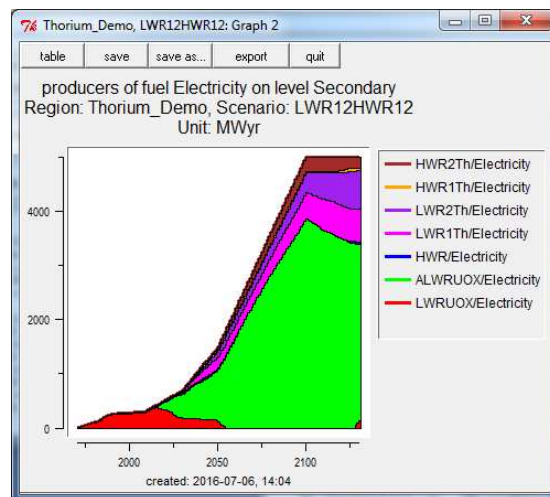 Thorium_Demo, LWR12HWR12: Graph 2
table save save as... export quit
producers of fuel Electricity on level Secondary
Region: Thorium_Demo, Scenario: LWR12HWR12
Unit: MWyr
HWR2Th/Electricity
HWR1Th/Electricity
LWR2Th/Electricity
LWR1Th/Electricity
HWR/Electricity
ALWRUOX/Electricity
LWRUOX/Electricity
4000
2000
0
2000 2050 2100
created: 2016-07-06, 14:04